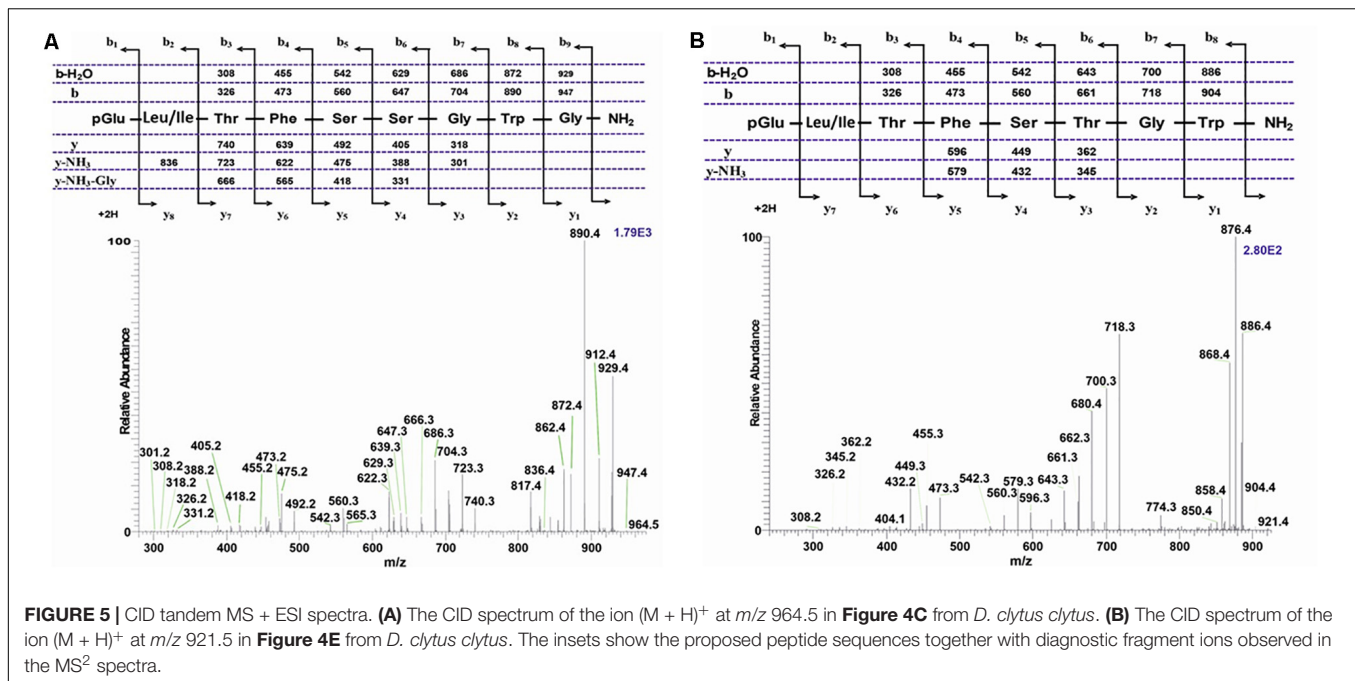 A
b₁ b₂ b₃ b₄ b₅ b₆ b₇ b₈ b₉
b-H₂O 308 455 542 629 686 872 929
b 326 473 560 647 704 890 947
pGlu Leu/Ile Thr Phe Ser Ser Gly Trp Gly NH₂
y 740 639 492 405 318
y-NH₃ 836 723 622 475 388 301
y-NH₃-Gly 666 565 418 331
+2H y₈ y₇ y₆ y₅ y₄ y₃ y₂ y₁
100
890.4 1.79E3
912.4
929.4
872.4
862.4
666.3
647.3 686.3
639.3 704.3
629.3 723.3
622.3
405.2 473.2
301.2 388.2 455.2 475.2
308.2
318.2
326.2 418.2
331.2
492.2 560.3
542.3 565.3
740.3
836.4
817.4
947.4
964.5
Relative Abundance
0
300 400 500 600 700 800 900
m/z
B
b₁ b₂ b₃ b₄ b₅ b₆ b₇ b₈
b-H₂O 308 455 542 643 700 886
b 326 473 560 661 718 904
pGlu Leu/Ile Thr Phe Ser Thr Gly Trp NH₂
y 596 449 362
y-NH₃ 579 432 345
+2H y₇ y₆ y₅ y₄ y₃ y₂ y₁
100
876.4
2.80E2
886.4
868.4
718.3
700.3
680.4
662.3
661.3
643.3
362.2 455.3
345.2 449.3
326.2 432.2 473.3
542.3 579.3
560.3 596.3
308.2 404.1
774.3
858.4
850.4
904.4
921.4
Relative Abundance
0
300 400 500 600 700 800 900
m/z
FIGURE 5 | CID tandem MS + ESI spectra. (A) The CID spectrum of the ion (M + H)⁺ at m/z 964.5 in Figure 4C from D. clytus clytus. (B) The CID spectrum of the
ion (M + H)⁺ at m/z 921.5 in Figure 4E from D. clytus clytus. The insets show the proposed peptide sequences together with diagnostic fragment ions observed in
the MS² spectra.